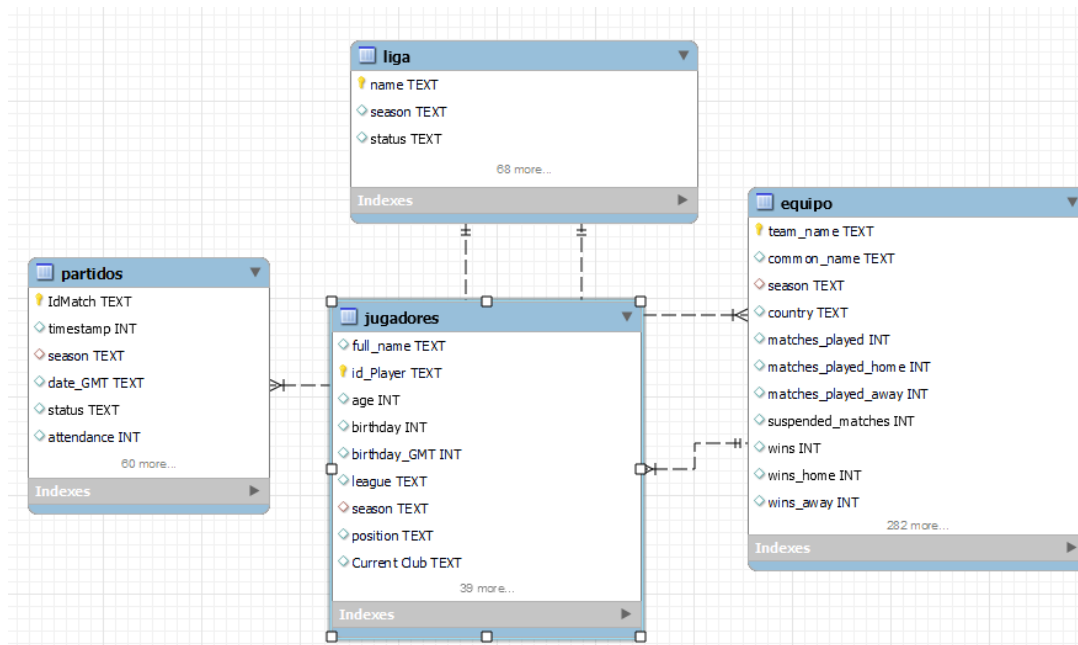 liga
name TEXT
season TEXT
status TEXT
68 more...
Indexes
partidos
IdMatch TEXT
timestamp INT
season TEXT
date_GMT TEXT
status TEXT
attendance INT
60 more...
Indexes
jugadores
full_name TEXT
id_Player TEXT
age INT
birthday INT
birthday_GMT INT
league TEXT
season TEXT
position TEXT
Current Club TEXT
39 more...
Indexes
equipo
team_name TEXT
common_name TEXT
season TEXT
country TEXT
matches_played INT
matches_played_home INT
matches_played_away INT
suspended_matches INT
wins INT
wins_home INT
wins_away INT
282 more...
Indexes